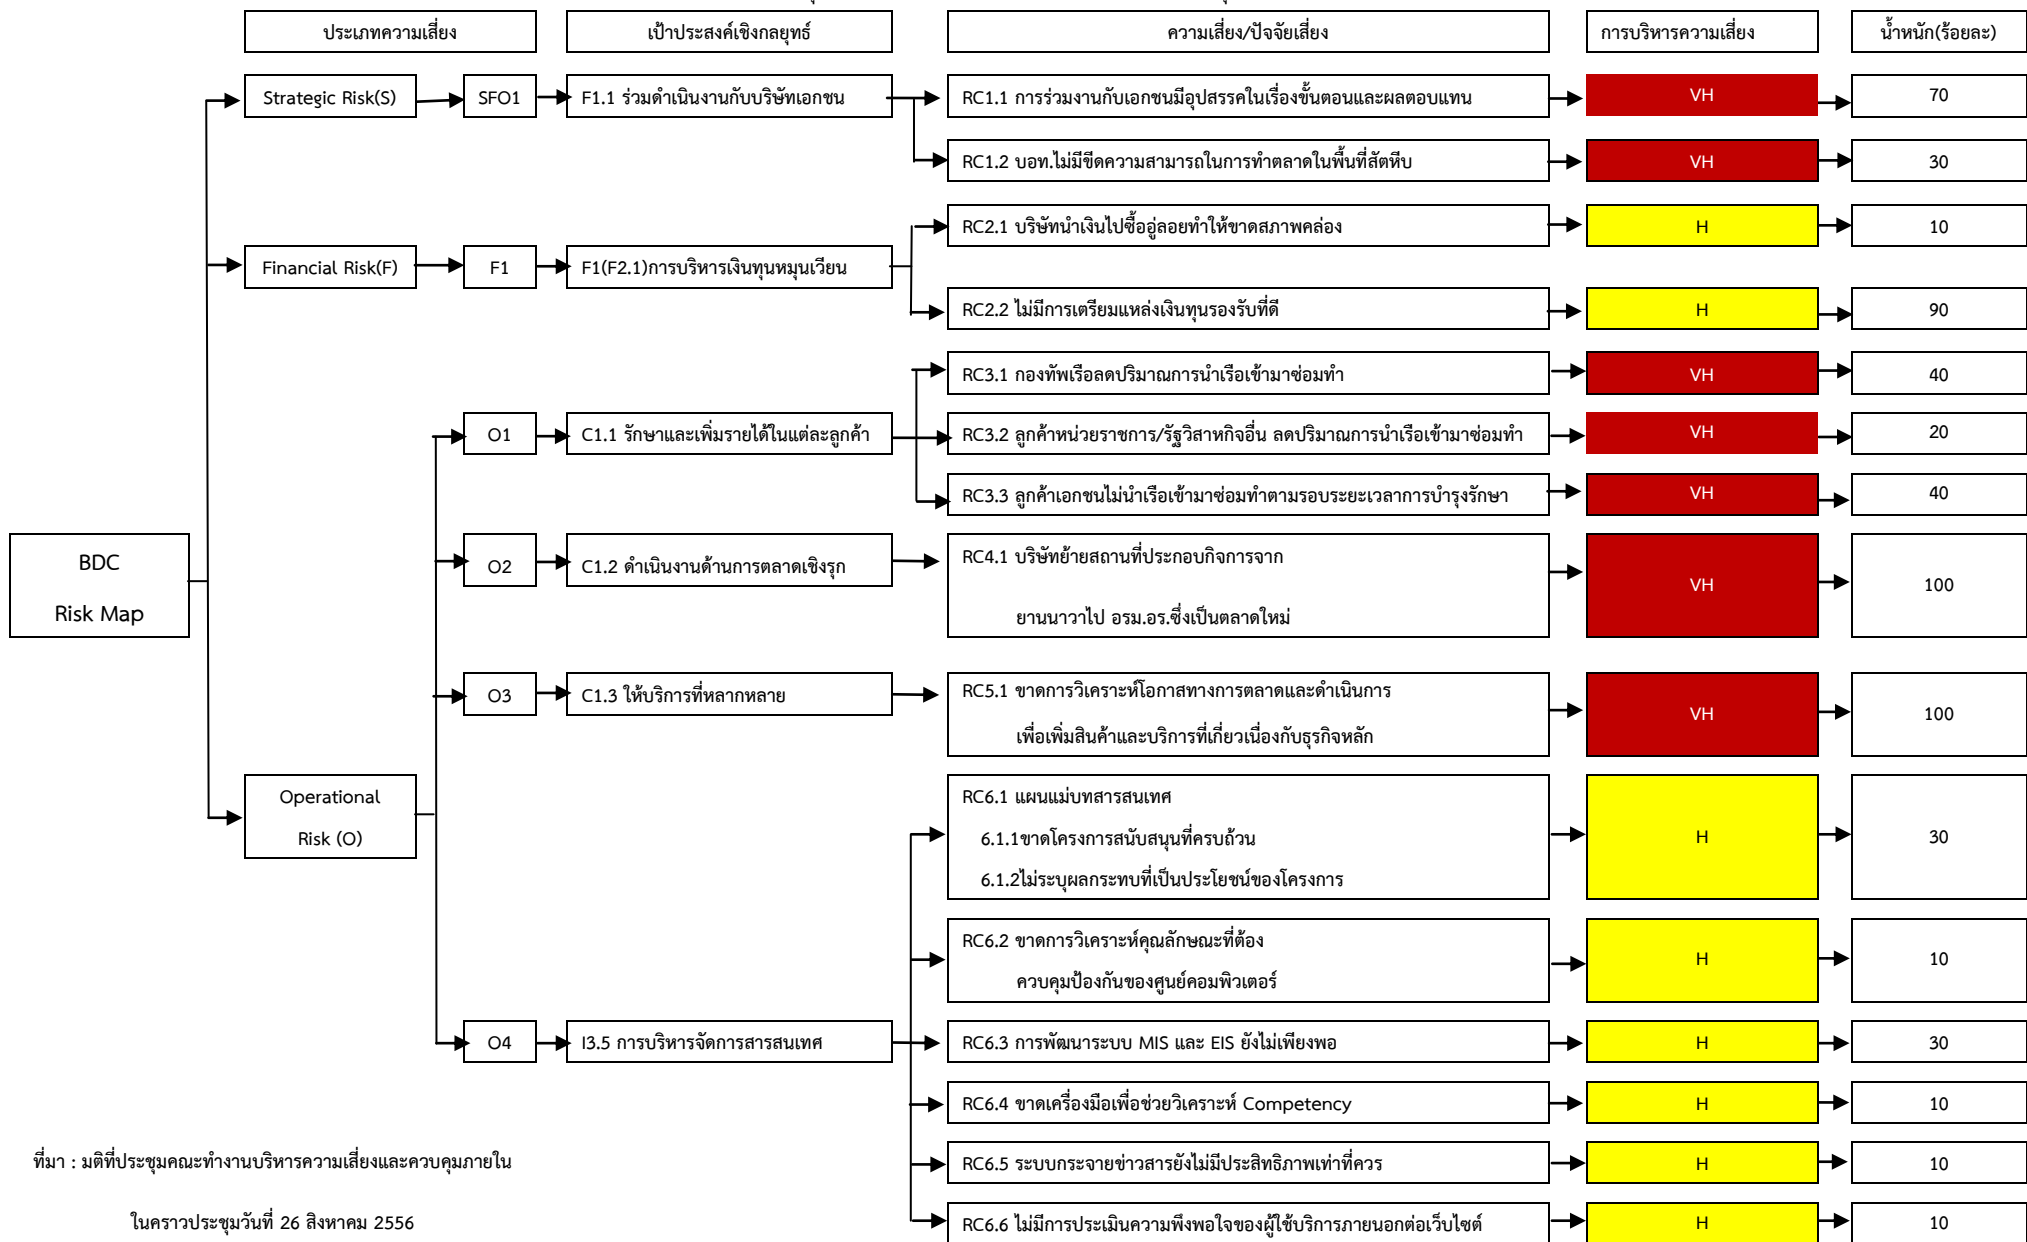 ประเภทความเสี่ยง
เป้าประสงค์เชิงกลยุทธ์
ความเสี่ยง/ปัจจัยเสี่ยง
การบริหารความเสี่ยง
น้ำหนัก(ร้อยละ)
Strategic Risk(S)
SFO1
F1.1 ร่วมดำเนินงานกับบริษัทเอกชน
RC1.1 การร่วมงานกับเอกชนมีอุปสรรคในเรื่องขั้นตอนและผลตอบแทน
VH
70
RC1.2 บอท.ไม่มีขีดความสามารถในการทำตลาดในพื้นที่สัตหีบ
VH
30
Financial Risk(F)
F1
F1(F2.1)การบริหารเงินทุนหมุนเวียน
RC2.1 บริษัทนำเงินไปซื้ออู่ลอยทำให้ขาดสภาพคล่อง
H
10
RC2.2 ไม่มีการเตรียมแหล่งเงินทุนรองรับที่ดี
H
90
BDC
Risk Map
Operational
Risk (O)
O1
C1.1 รักษาและเพิ่มรายได้ในแต่ละลูกค้า
RC3.1 กองทัพเรือลดปริมาณการนำเรือเข้ามาซ่อมทำ
VH
40
RC3.2 ลูกค้าหน่วยราชการ/รัฐวิสาหกิจอื่น ลดปริมาณการนำเรือเข้ามาซ่อมทำ
VH
20
RC3.3 ลูกค้าเอกชนไม่นำเรือเข้ามาซ่อมทำตามรอบระยะเวลาการบำรุงรักษา
VH
40
O2
C1.2 ดำเนินงานด้านการตลาดเชิงรุก
RC4.1 บริษัทย้ายสถานที่ประกอบกิจการจาก
ยานนาวาไป อรม.อร.ซึ่งเป็นตลาดใหม่
VH
100
O3
C1.3 ให้บริการที่หลากหลาย
RC5.1 ขาดการวิเคราะห์โอกาสทางการตลาดและดำเนินการ
เพื่อเพิ่มสินค้าและบริการที่เกี่ยวเนื่องกับธุรกิจหลัก
VH
100
O4
I3.5 การบริหารจัดการสารสนเทศ
RC6.1 แผนแม่บทสารสนเทศ
6.1.1ขาดโครงการสนับสนุนที่ครบถ้วน
6.1.2ไม่ระบุผลกระทบที่เป็นประโยชน์ของโครงการ
H
30
RC6.2 ขาดการวิเคราะห์คุณลักษณะที่ต้อง
ควบคุมป้องกันของศูนย์คอมพิวเตอร์
H
10
RC6.3 การพัฒนาระบบ MIS และ EIS ยังไม่เพียงพอ
H
30
RC6.4 ขาดเครื่องมือเพื่อช่วยวิเคราะห์ Competency
H
10
RC6.5 ระบบกระจายข่าวสารยังไม่มีประสิทธิภาพเท่าที่ควร
H
10
RC6.6 ไม่มีการประเมินความพึงพอใจของผู้ใช้บริการภายนอกต่อเว็บไซต์
H
10
ที่มา : มติที่ประชุมคณะทำงานบริหารความเสี่ยงและควบคุมภายใน
ในคราวประชุมวันที่ 26 สิงหาคม 2556